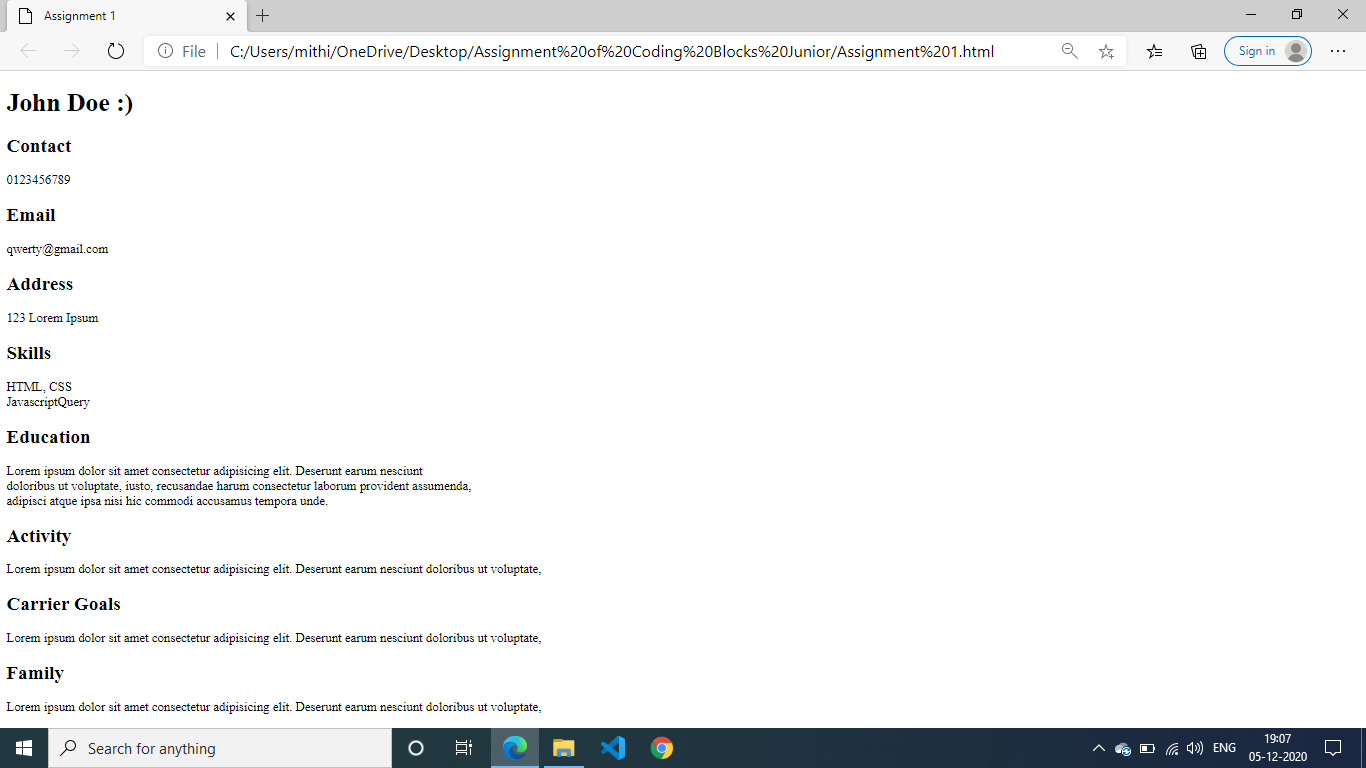 Assignment 1
File
C:/Users/mithi/OneDrive/Desktop/Assignment%20of%20Coding%20Blocks%20Junior/Assignment%201.html
Sign in
John Doe :)
Contact
0123456789
Email
qwerty@gmail.com
Address
123 Lorem Ipsum
Skills
HTML, CSS
JavascriptQuery
Education
Lorem ipsum dolor sit amet consectetur adipisicing elit. Deserunt earum nesciunt
doloribus ut voluptate, iusto, recusandae harum consectetur laborum provident assumenda,
adipisci atque ipsa nisi hic commodi accusamus tempora unde.
Activity
Lorem ipsum dolor sit amet consectetur adipisicing elit. Deserunt earum nesciunt doloribus ut voluptate,
Carrier Goals
Lorem ipsum dolor sit amet consectetur adipisicing elit. Deserunt earum nesciunt doloribus ut voluptate,
Family
Lorem ipsum dolor sit amet consectetur adipisicing elit. Deserunt earum nesciunt doloribus ut voluptate,
Search for anything
ENG
19:07
05-12-2020